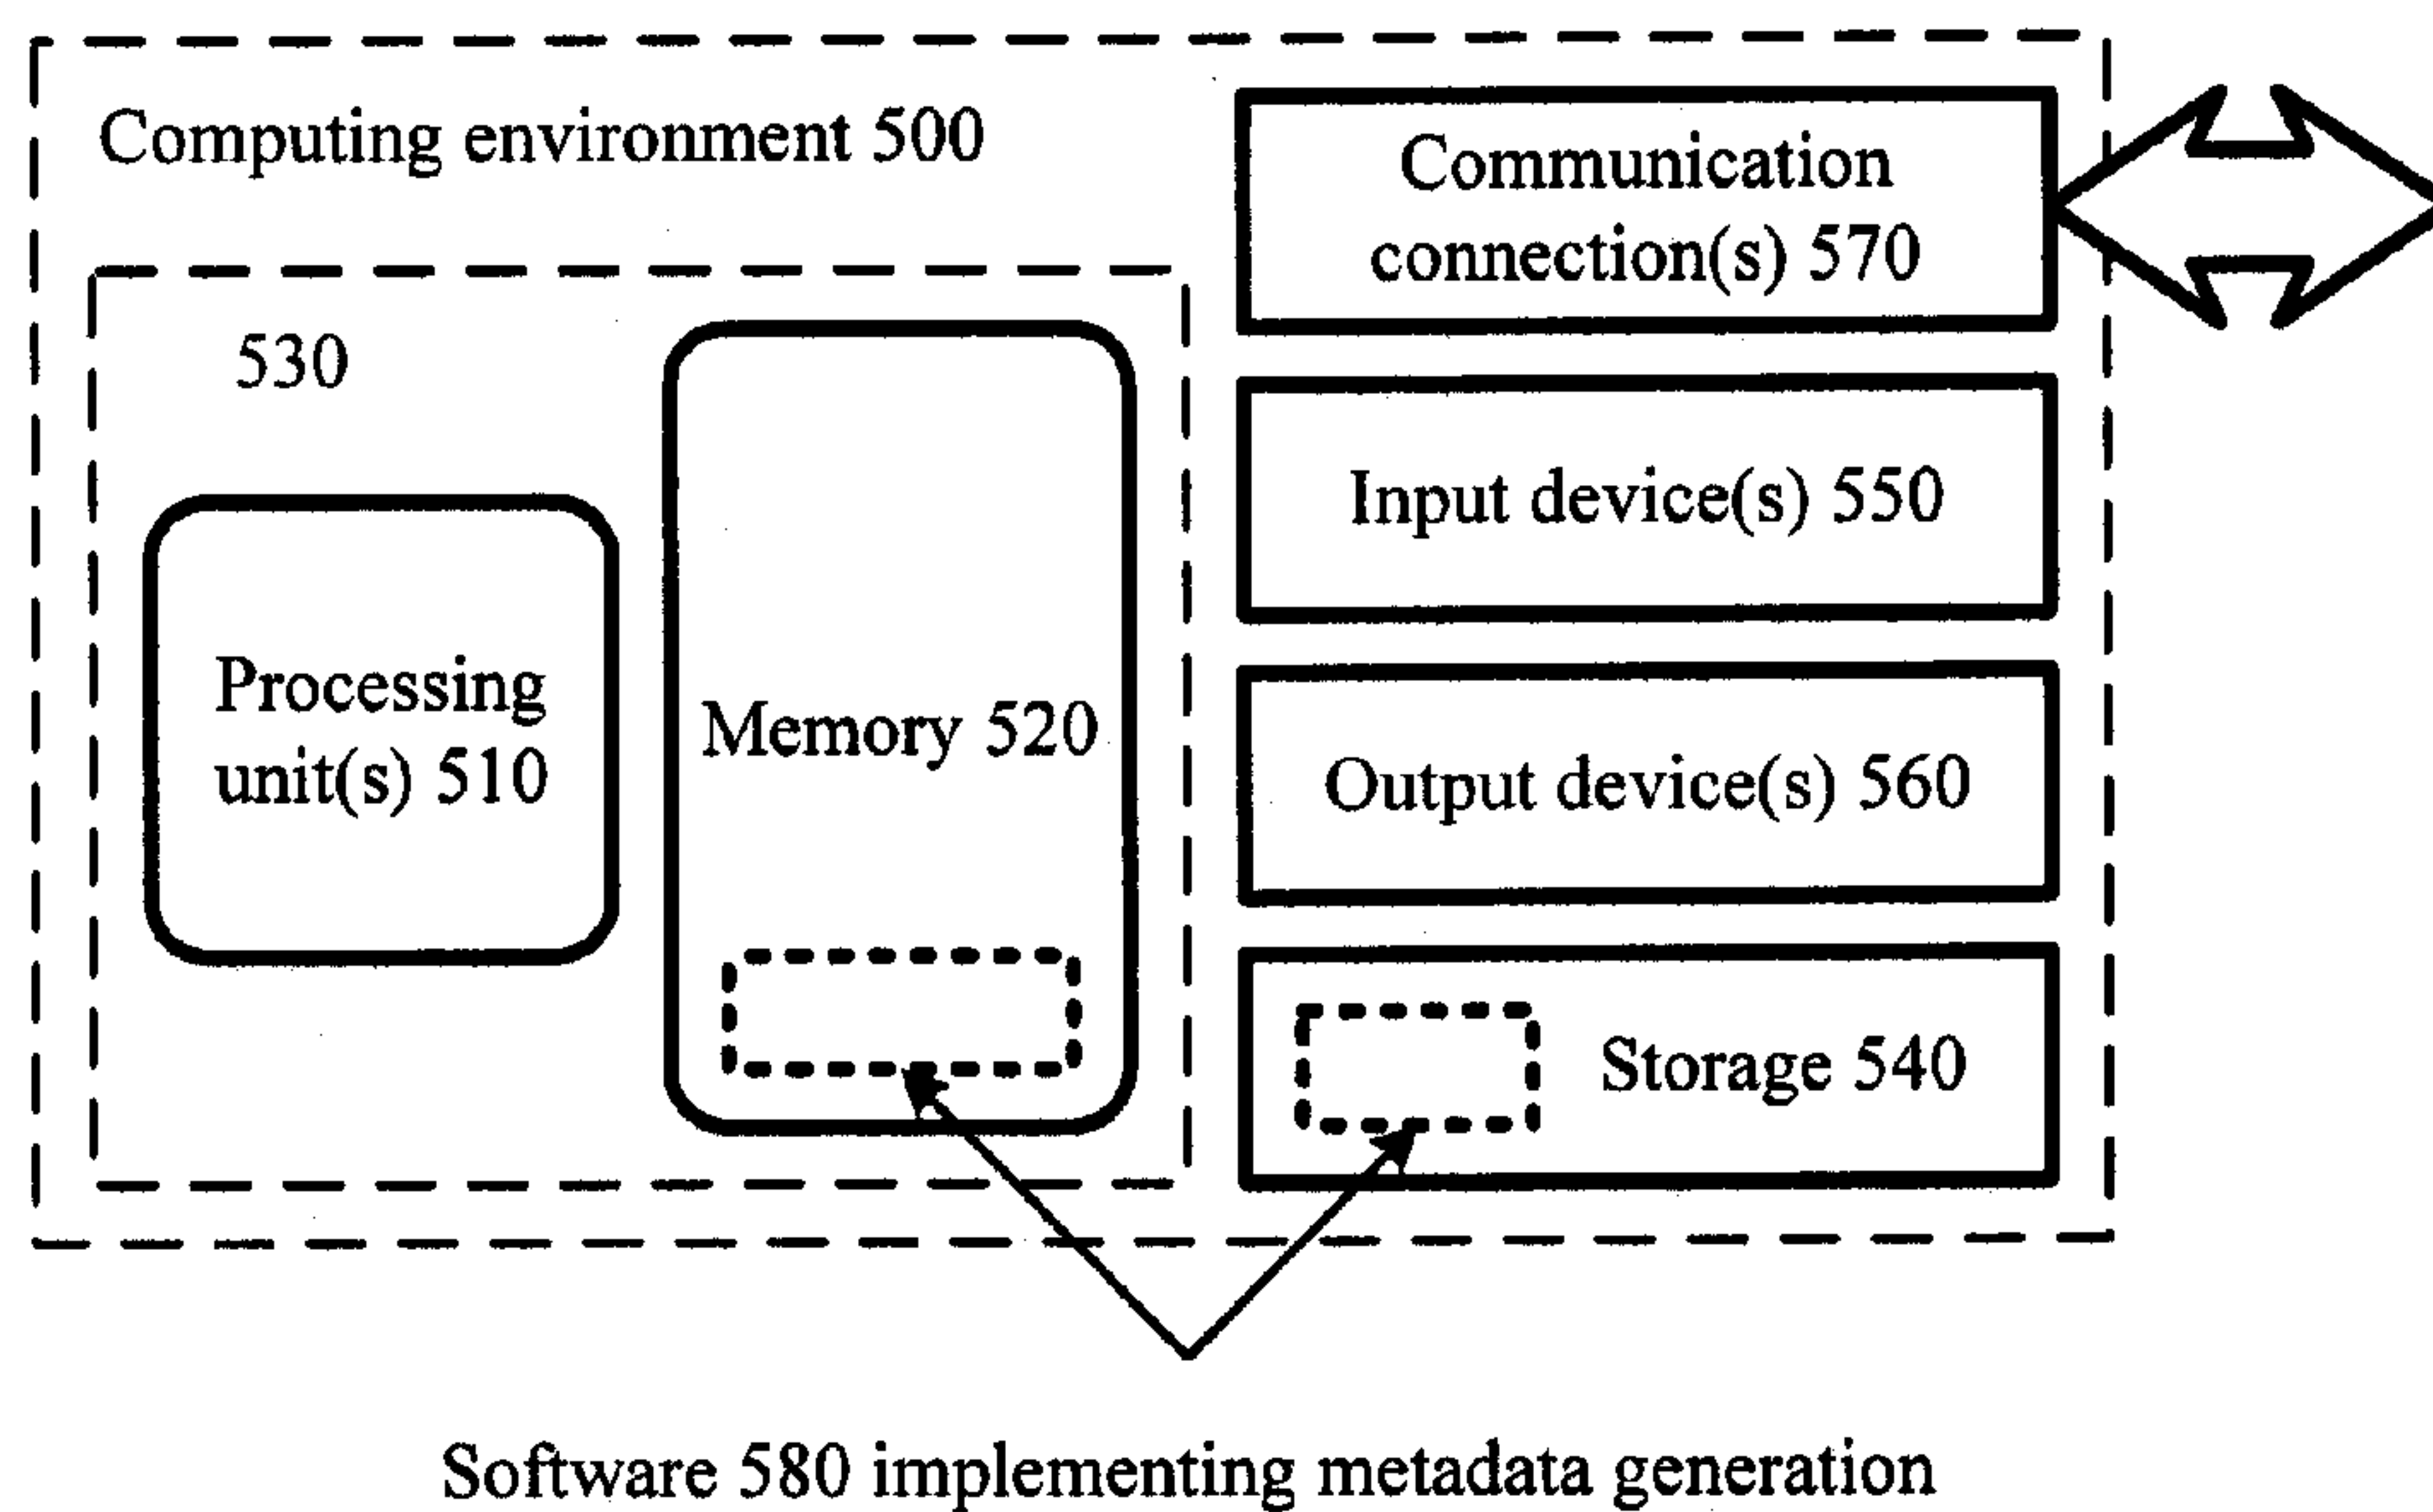 Computing environment 500
Communication
connection(s) 570
530
Input device(s) 550
Processing
unit(s) 510
Memory 520
Output device(s) 560
Storage 540
Software 580 implementing metadata generation